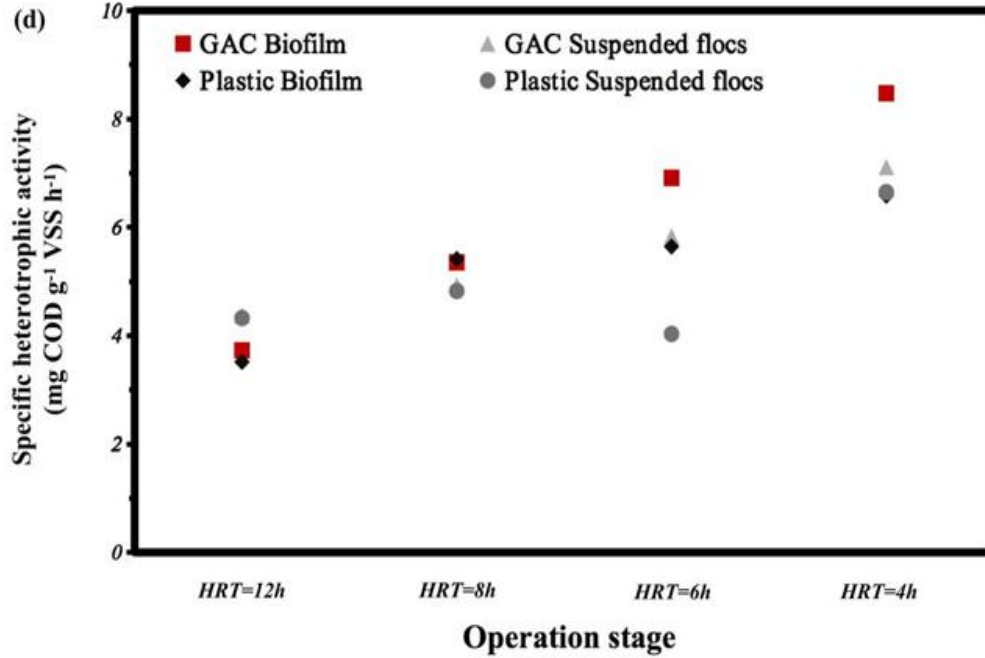 (d)
10
8
6
4
2
0
Specific heterotrophic activity
(mg COD g⁻¹ VSS h⁻¹)
GAC Biofilm
GAC Suspended flocs
Plastic Biofilm
Plastic Suspended flocs
HRT=12h
HRT=8h
HRT=6h
HRT=4h
Operation stage